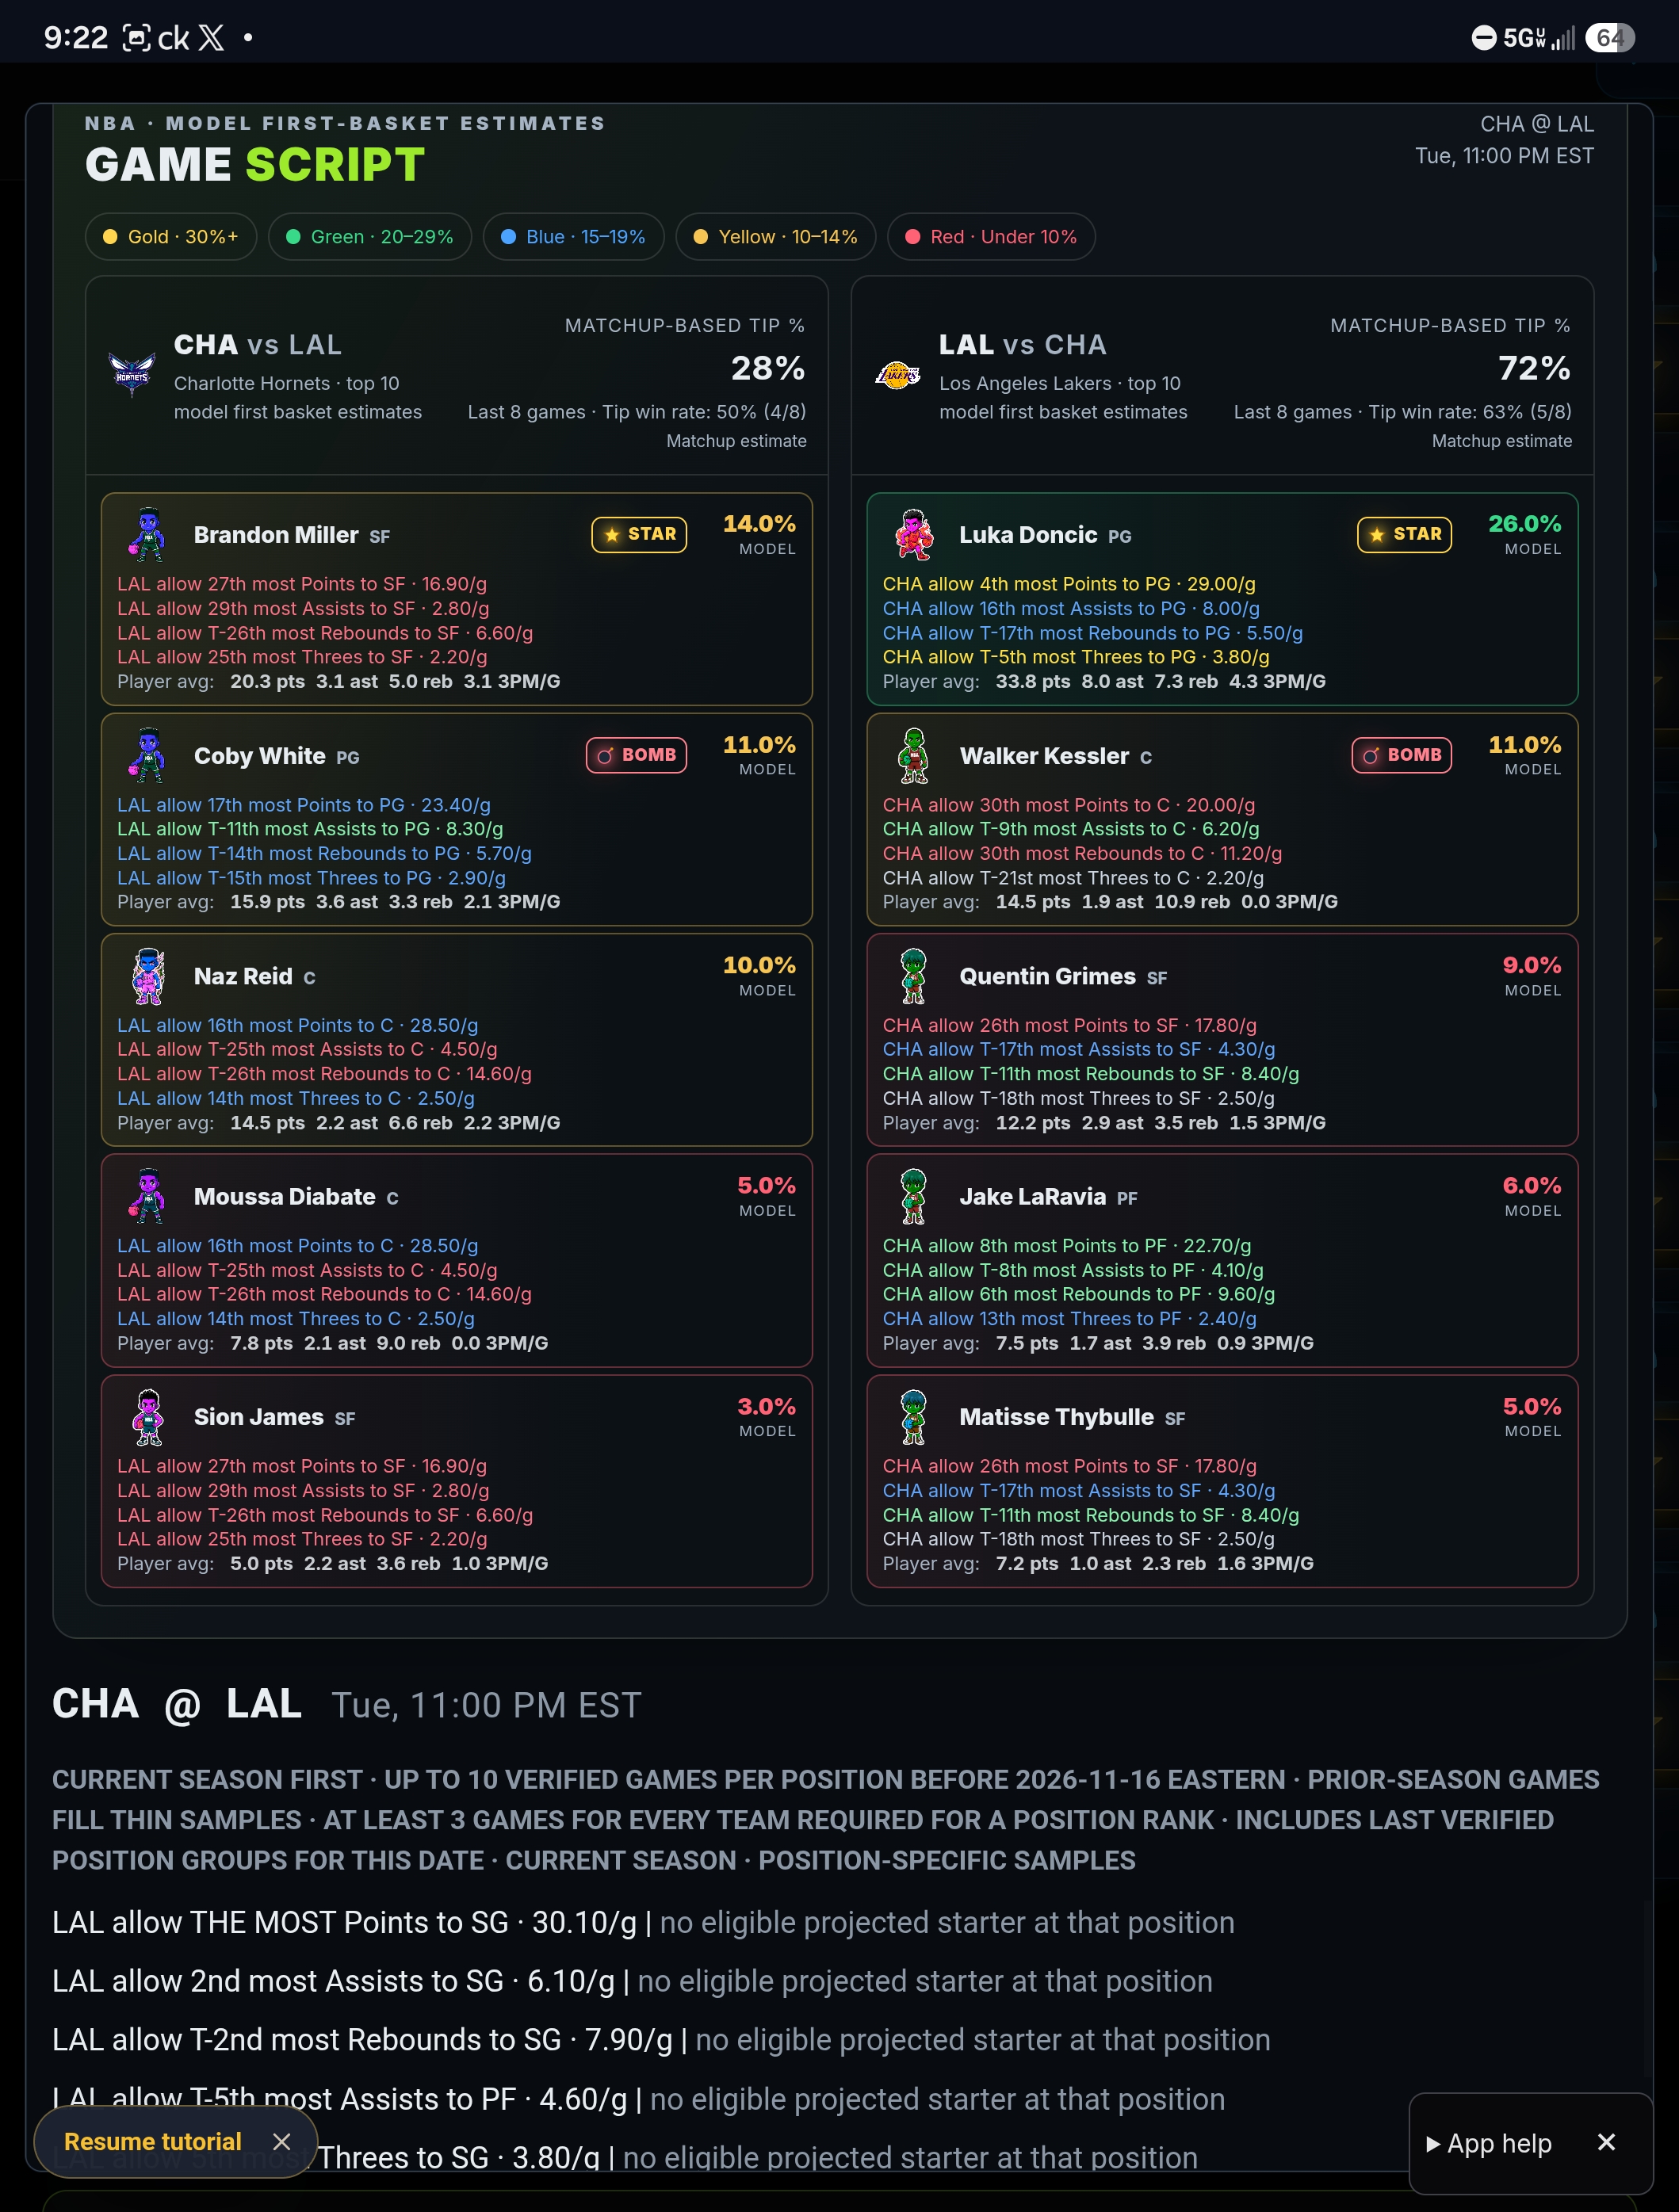 9:22 ck X •
5G UW 64
NBA · MODEL FIRST-BASKET ESTIMATES
GAME SCRIPT
CHA @ LAL
Tue, 11:00 PM EST
Gold · 30%+
Green · 20–29%
Blue · 15–19%
Yellow · 10–14%
Red · Under 10%
CHA vs LAL
Charlotte Hornets · top 10
model first basket estimates
MATCHUP-BASED TIP %
28%
Last 8 games · Tip win rate: 50% (4/8)
Matchup estimate
Brandon Miller SF
STAR
14.0%
MODEL
LAL allow 27th most Points to SF · 16.90/g
LAL allow 29th most Assists to SF · 2.80/g
LAL allow T-26th most Rebounds to SF · 6.60/g
LAL allow 25th most Threes to SF · 2.20/g
Player avg: 20.3 pts 3.1 ast 5.0 reb 3.1 3PM/G
Coby White PG
BOMB
11.0%
MODEL
LAL allow 17th most Points to PG · 23.40/g
LAL allow T-11th most Assists to PG · 8.30/g
LAL allow T-14th most Rebounds to PG · 5.70/g
LAL allow T-15th most Threes to PG · 2.90/g
Player avg: 15.9 pts 3.6 ast 3.3 reb 2.1 3PM/G
Naz Reid C
10.0%
MODEL
LAL allow 16th most Points to C · 28.50/g
LAL allow T-25th most Assists to C · 4.50/g
LAL allow T-26th most Rebounds to C · 14.60/g
LAL allow 14th most Threes to C · 2.50/g
Player avg: 14.5 pts 2.2 ast 6.6 reb 2.2 3PM/G
Moussa Diabate C
5.0%
MODEL
LAL allow 16th most Points to C · 28.50/g
LAL allow T-25th most Assists to C · 4.50/g
LAL allow T-26th most Rebounds to C · 14.60/g
LAL allow 14th most Threes to C · 2.50/g
Player avg: 7.8 pts 2.1 ast 9.0 reb 0.0 3PM/G
Sion James SF
3.0%
MODEL
LAL allow 27th most Points to SF · 16.90/g
LAL allow 29th most Assists to SF · 2.80/g
LAL allow T-26th most Rebounds to SF · 6.60/g
LAL allow 25th most Threes to SF · 2.20/g
Player avg: 5.0 pts 2.2 ast 3.6 reb 1.0 3PM/G
LAL vs CHA
Los Angeles Lakers · top 10
model first basket estimates
MATCHUP-BASED TIP %
72%
Last 8 games · Tip win rate: 63% (5/8)
Matchup estimate
Luka Doncic PG
STAR
26.0%
MODEL
CHA allow 4th most Points to PG · 29.00/g
CHA allow 16th most Assists to PG · 8.00/g
CHA allow T-17th most Rebounds to PG · 5.50/g
CHA allow T-5th most Threes to PG · 3.80/g
Player avg: 33.8 pts 8.0 ast 7.3 reb 4.3 3PM/G
Walker Kessler C
BOMB
11.0%
MODEL
CHA allow 30th most Points to C · 20.00/g
CHA allow T-9th most Assists to C · 6.20/g
CHA allow 30th most Rebounds to C · 11.20/g
CHA allow T-21st most Threes to C · 2.20/g
Player avg: 14.5 pts 1.9 ast 10.9 reb 0.0 3PM/G
Quentin Grimes SF
9.0%
MODEL
CHA allow 26th most Points to SF · 17.80/g
CHA allow T-17th most Assists to SF · 4.30/g
CHA allow T-11th most Rebounds to SF · 8.40/g
CHA allow T-18th most Threes to SF · 2.50/g
Player avg: 12.2 pts 2.9 ast 3.5 reb 1.5 3PM/G
Jake LaRavia PF
6.0%
MODEL
CHA allow 8th most Points to PF · 22.70/g
CHA allow T-8th most Assists to PF · 4.10/g
CHA allow 6th most Rebounds to PF · 9.60/g
CHA allow 13th most Threes to PF · 2.40/g
Player avg: 7.5 pts 1.7 ast 3.9 reb 0.9 3PM/G
Matisse Thybulle SF
5.0%
MODEL
CHA allow 26th most Points to SF · 17.80/g
CHA allow T-17th most Assists to SF · 4.30/g
CHA allow T-11th most Rebounds to SF · 8.40/g
CHA allow T-18th most Threes to SF · 2.50/g
Player avg: 7.2 pts 1.0 ast 2.3 reb 1.6 3PM/G
CHA @ LAL Tue, 11:00 PM EST
CURRENT SEASON FIRST · UP TO 10 VERIFIED GAMES PER POSITION BEFORE 2026-11-16 EASTERN · PRIOR-SEASON GAMES
FILL THIN SAMPLES · AT LEAST 3 GAMES FOR EVERY TEAM REQUIRED FOR A POSITION RANK · INCLUDES LAST VERIFIED
POSITION GROUPS FOR THIS DATE · CURRENT SEASON · POSITION-SPECIFIC SAMPLES
LAL allow THE MOST Points to SG · 30.10/g | no eligible projected starter at that position
LAL allow 2nd most Assists to SG · 6.10/g | no eligible projected starter at that position
LAL allow T-2nd most Rebounds to SG · 7.90/g | no eligible projected starter at that position
LAL allow T-5th most Assists to PF · 4.60/g | no eligible projected starter at that position
LAL allow 5th most Threes to SG · 3.80/g | no eligible projected starter at that position
Resume tutorial ×
App help ×